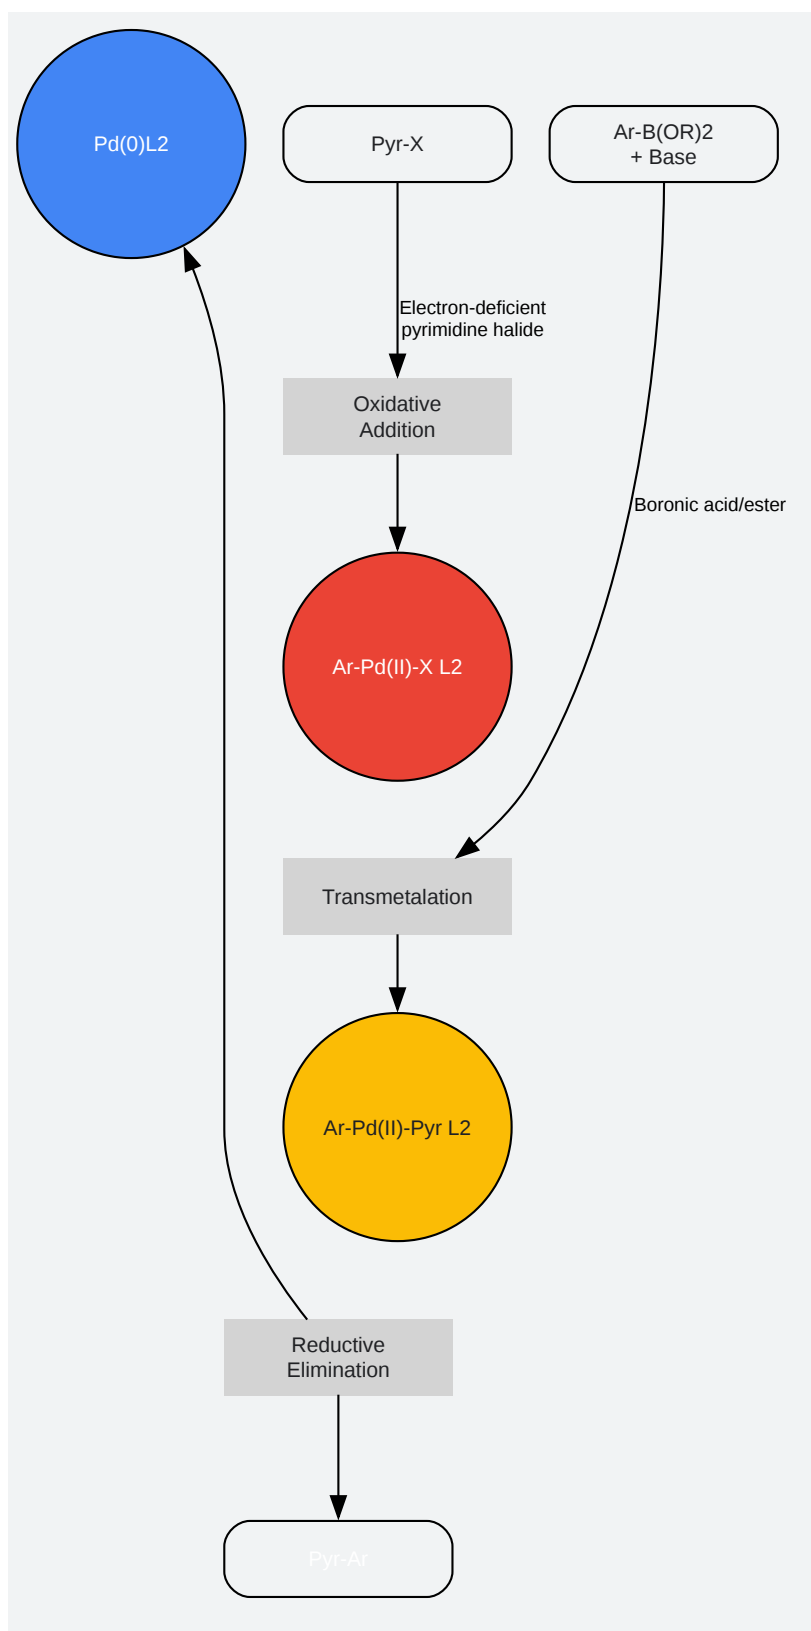 Pd(0)L2
Pyr-X
Ar-B(OR)2
+ Base
Electron-deficient
pyrimidine halide
Oxidative
Addition
Boronic acid/ester
Ar-Pd(II)-X L2
Transmetalation
Ar-Pd(II)-Pyr L2
Reductive
Elimination
Pyr-Ar